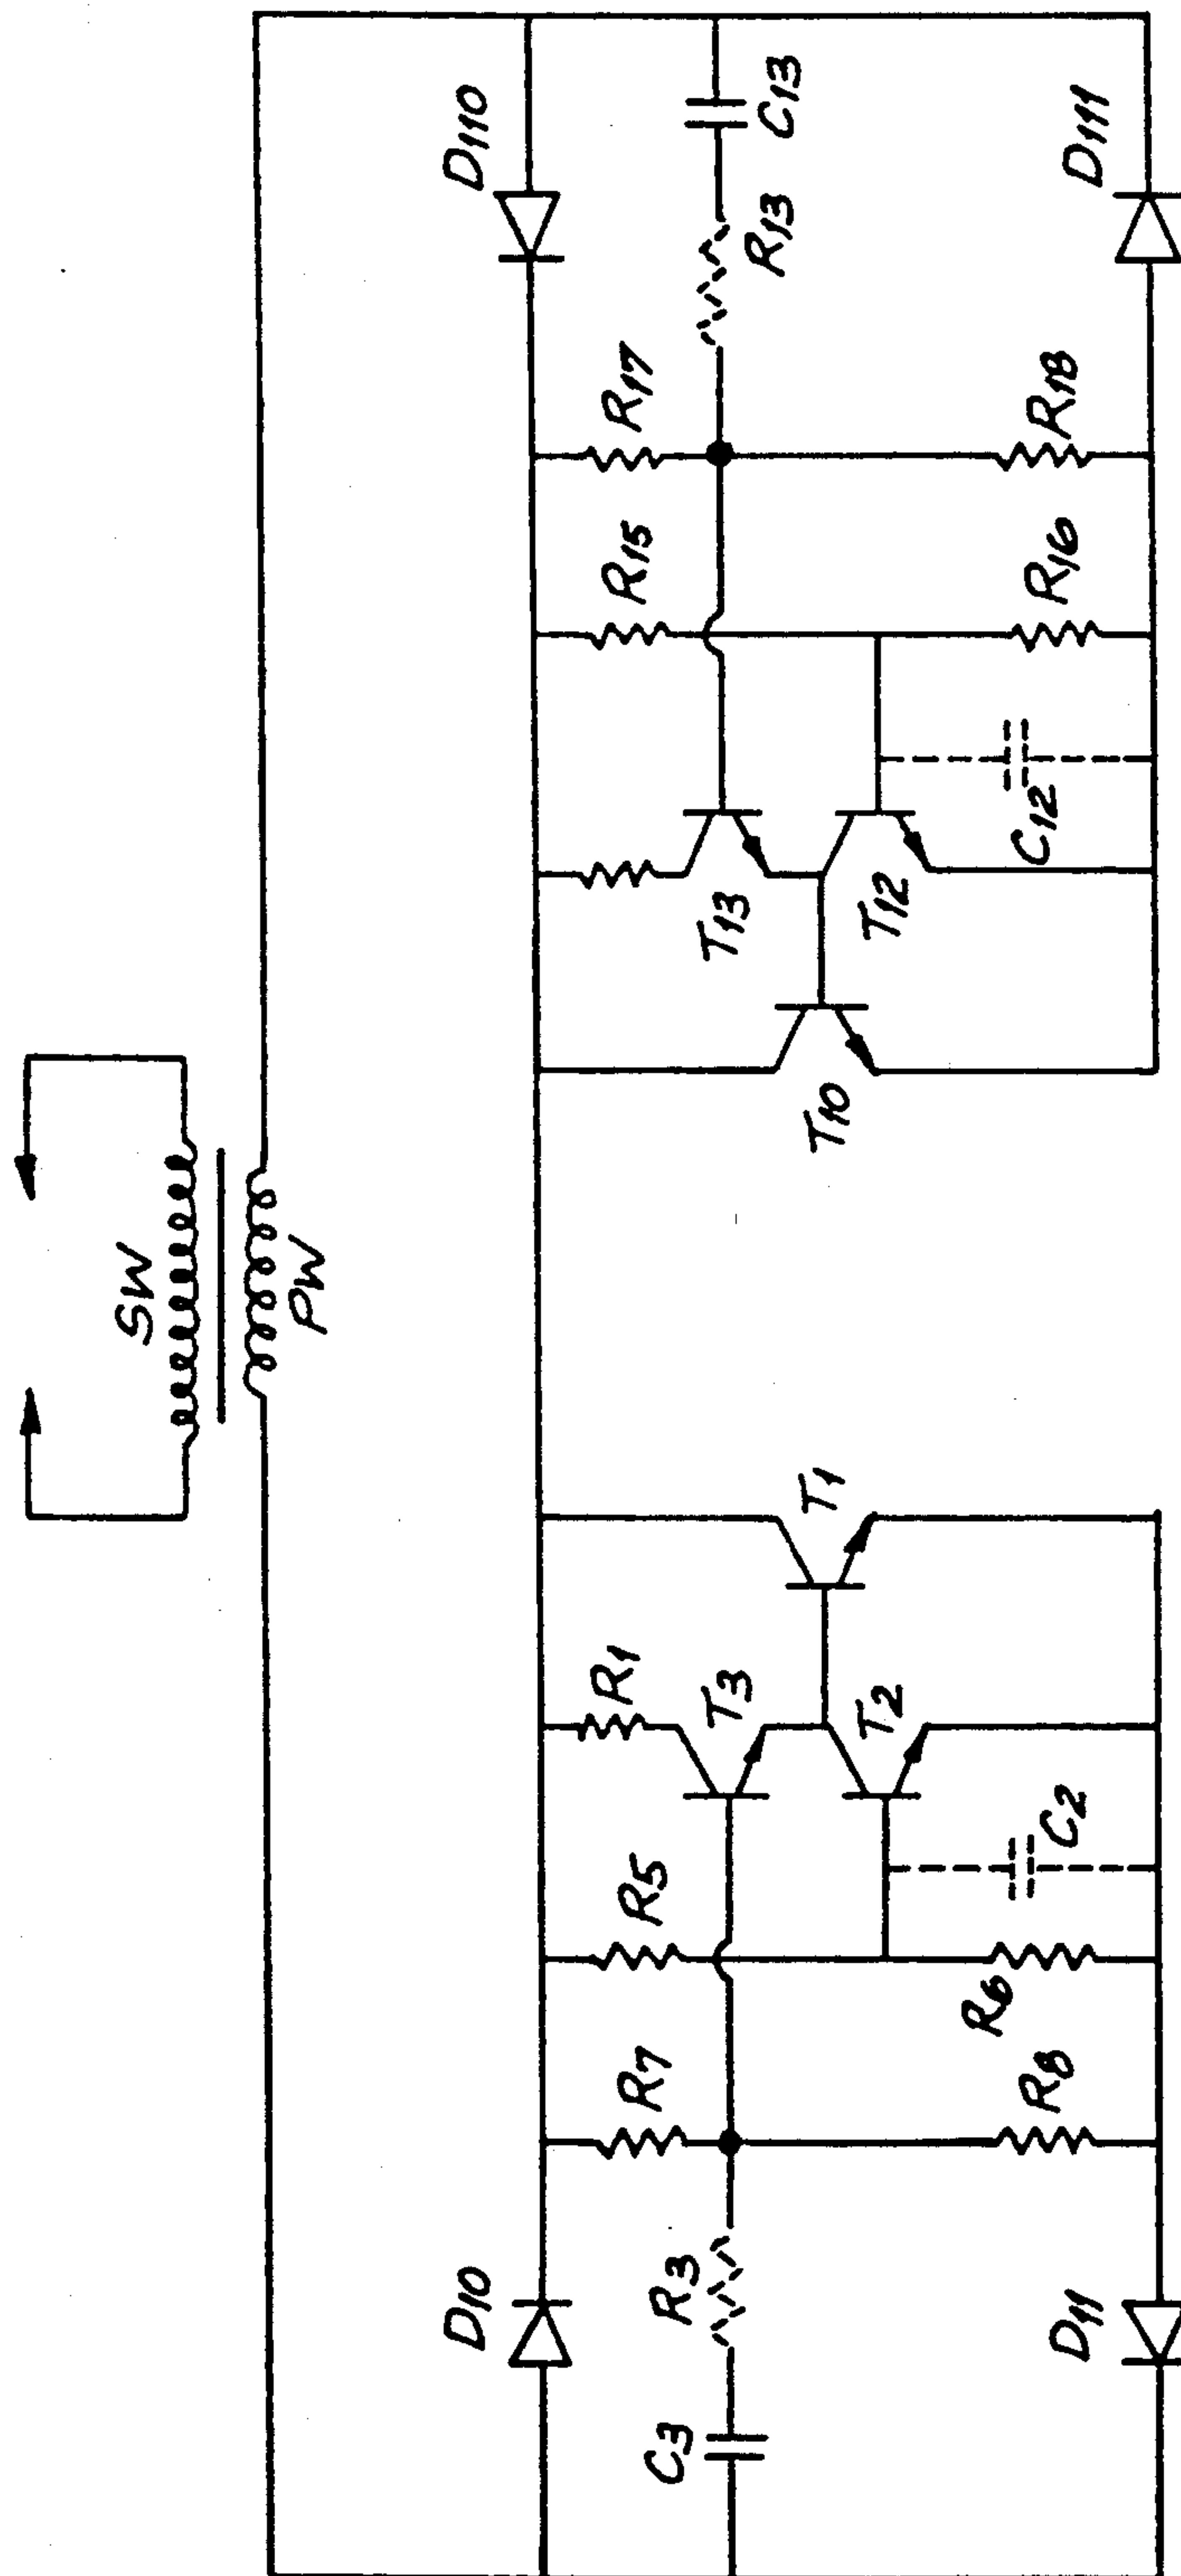 SW
PW
D110
C13
R13
R17
R15
R18
R16
D111
T13
T12
C12
T10
T1
R1
T3
T2
C2
R5
R6
R7
R8
D10
R3
C3
D11